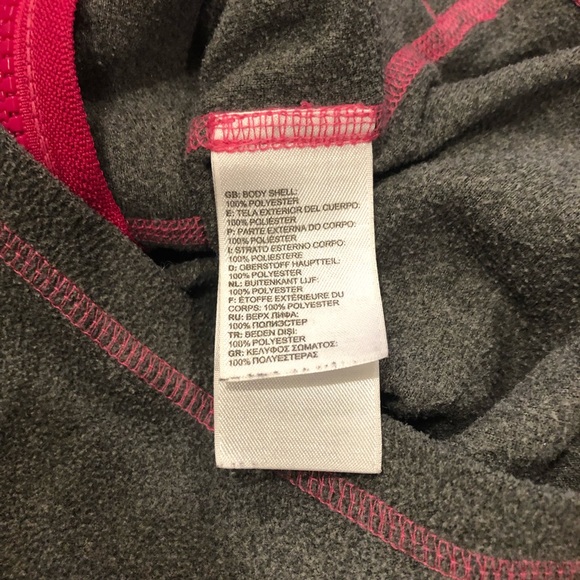 GB: BODY SHELL:
100% POLYESTER
E: TELA EXTERIOR DEL CUERPO:
100% POLIÉSTER
P: PARTE EXTERNA DO CORPO:
100% POLIÉSTER
I: STRATO ESTERNO CORPO:
100% POLIESTERE
D: OBERSTOFF HAUPTTEIL:
100% POLYESTER
NL: BUITENKANT LIJF:
100% POLYESTER
F: ÉTOFFE EXTÉRIEURE DU
CORPS: 100% POLYESTER
RU: ВЕРХ ЛИФА:
100% ПОЛИЭСТЕР
TR: BEDEN DIŞI:
100% POLYESTER
GR: ΚΕΛΥΦΟΣ ΣΩΜΑΤΟΣ:
100% ΠΟΛΥΕΣΤΕΡΑΣ